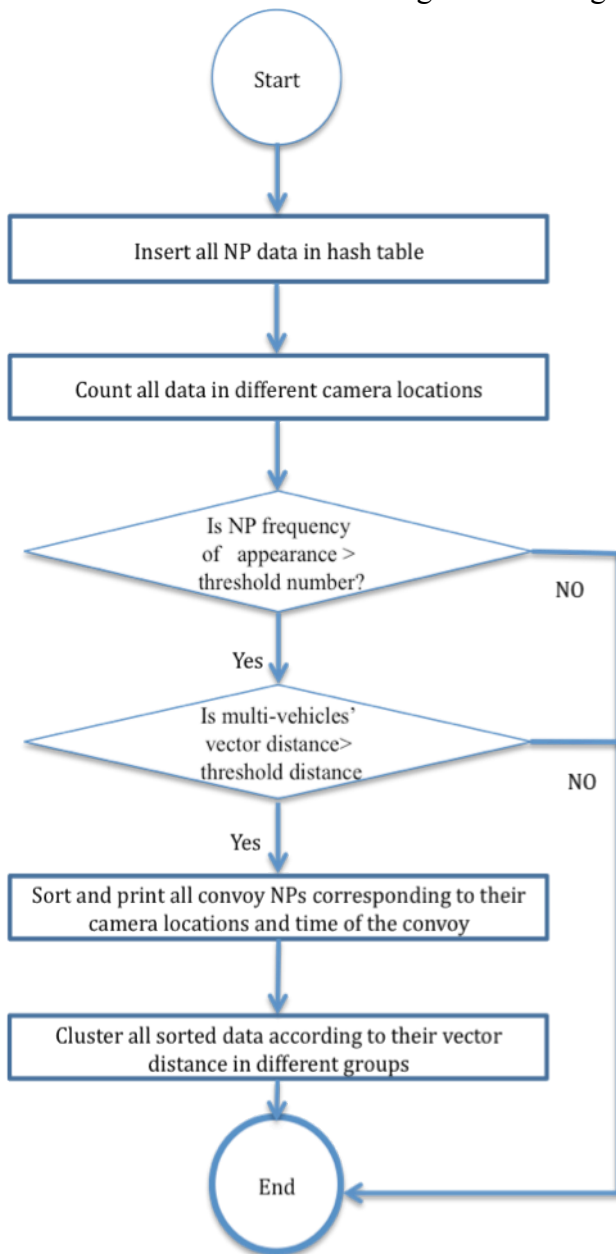 Start
Insert all NP data in hash table
Count all data in different camera locations
Is NP frequency
of appearance >
threshold number?
NO
Yes
Is multi-vehicles'
vector distance>
threshold distance
NO
Yes
Sort and print all convoy NPs corresponding to their
camera locations and time of the convoy
Cluster all sorted data according to their vector
distance in different groups
End